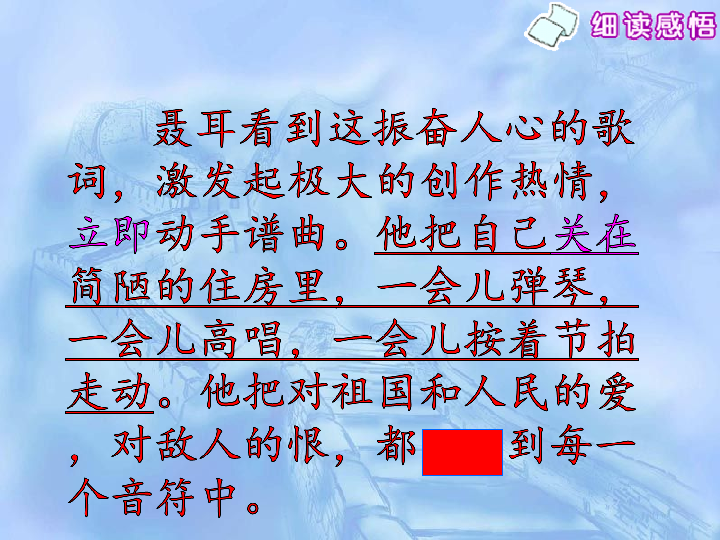 细读感悟
聂耳看到这振奋人心的歌
词，激发起极大的创作热情，
立即动手谱曲。他把自己关在
简陋的住房里，一会儿弹琴，
一会儿高唱，一会儿按着节拍
走动。他把对祖国和人民的爱
，对敌人的恨，都 到每一
个音符中。